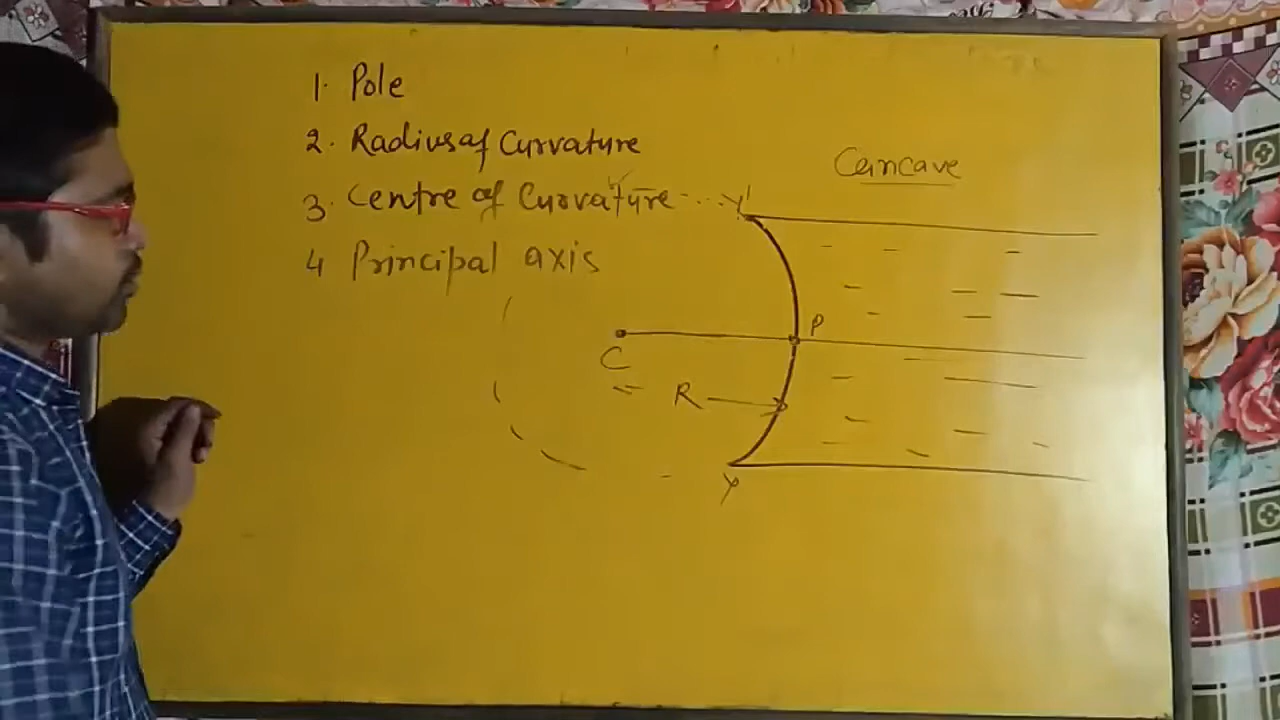 1. Pole
2. Radius of Curvature
3. Centre of Curvature
4 Principal axis
Concave
Y'
P
C
R
Y